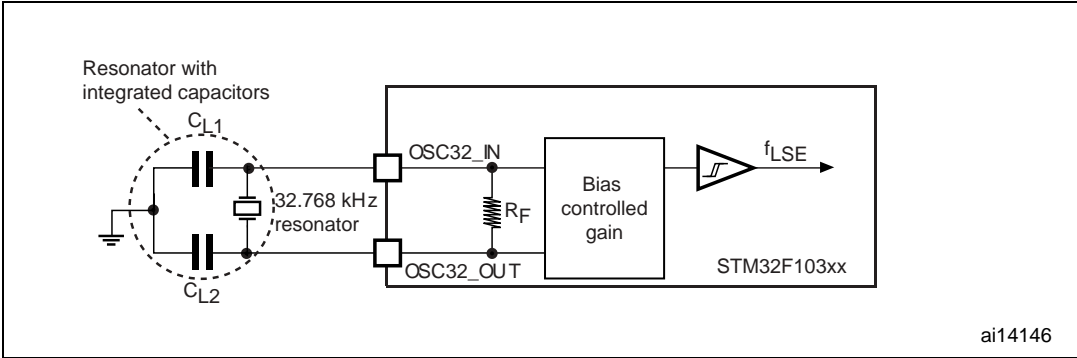 Resonator with
integrated capacitors
CL1
OSC32_IN
fLSE
32.768 kHz
resonator
RF
Bias
controlled
gain
STM32F103xx
OSC32_OUT
CL2
ai14146